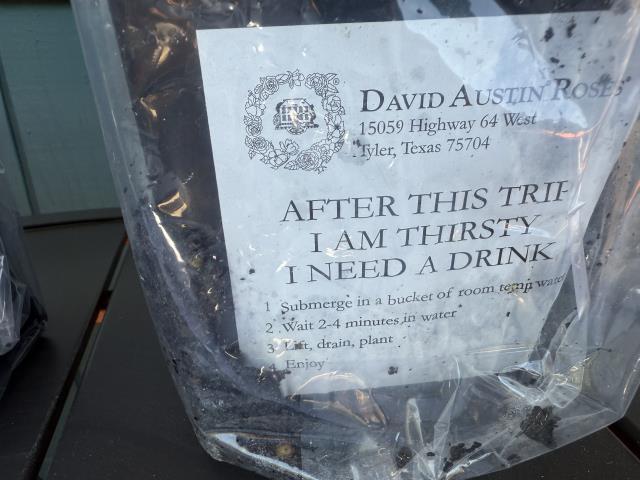 DAVID AUSTIN ROSES
15059 Highway 64 West
Tyler, Texas 75704
AFTER THIS TRIP
I AM THIRSTY
I NEED A DRINK
1 Submerge in a bucket of room temp water
2 Wait 2-4 minutes in water
3 Lift, drain, plant
4 Enjoy